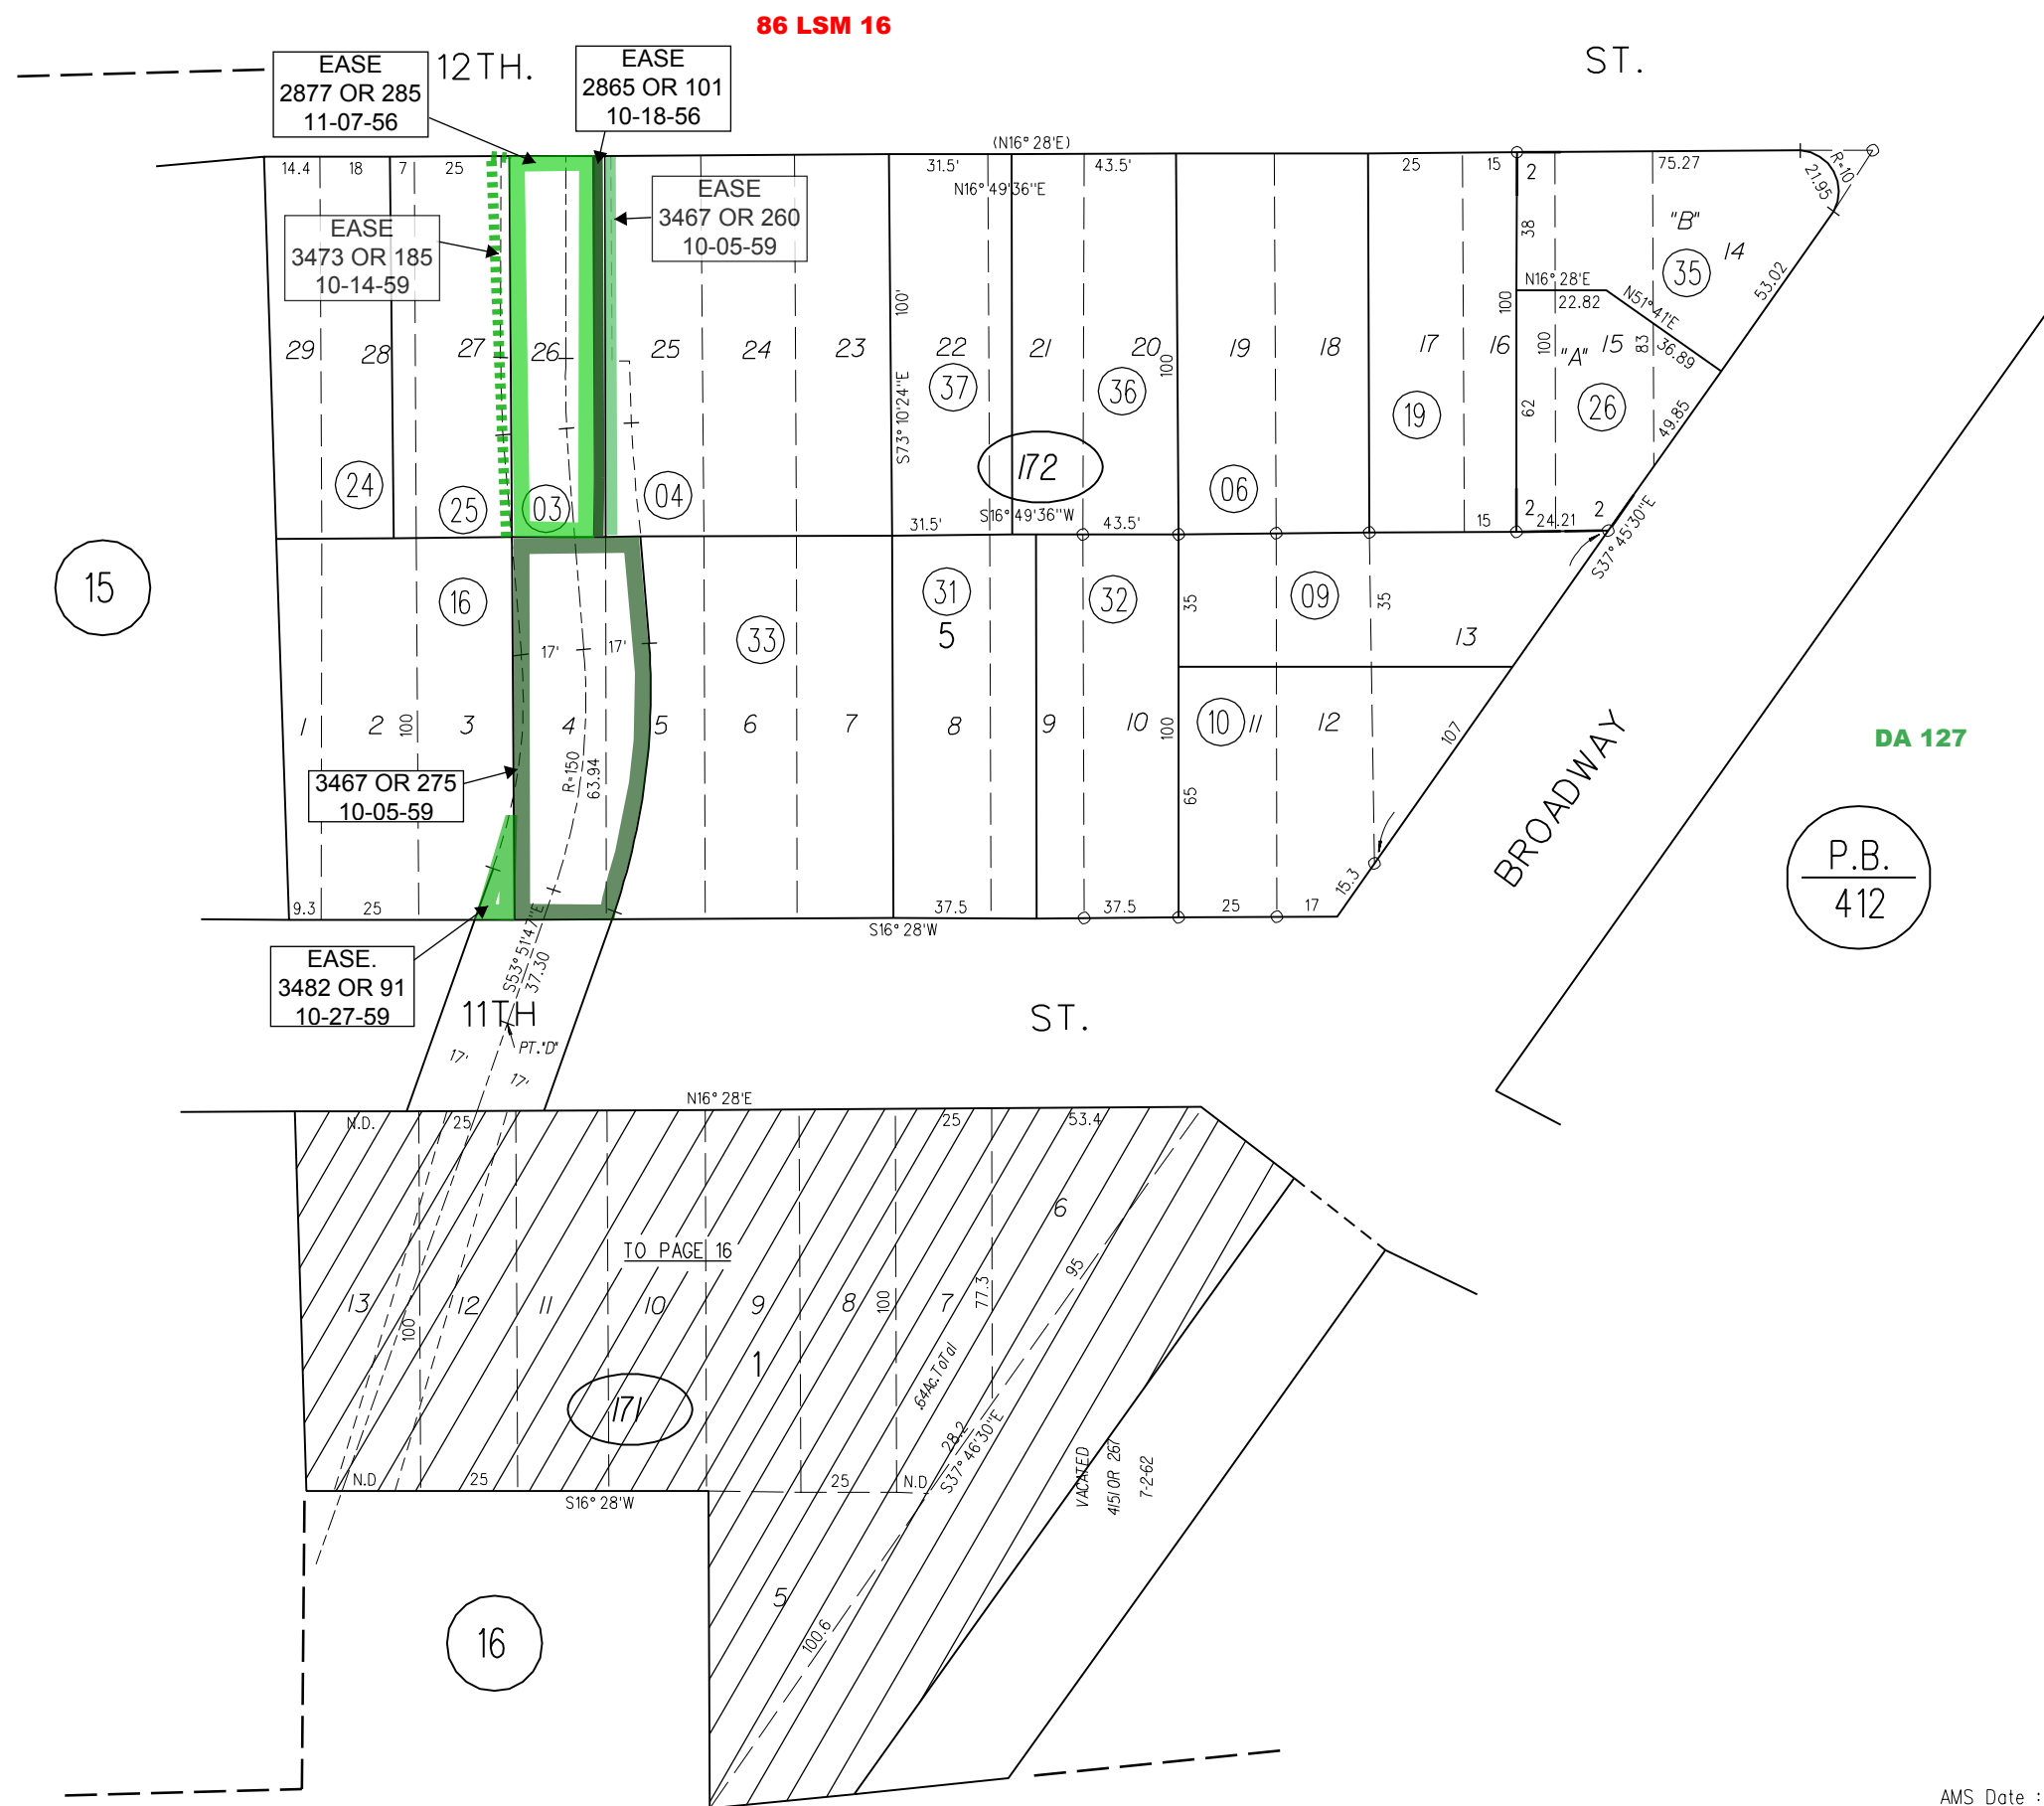 86 LSM 16
12TH.
ST.
EASE
2877 OR 285
11-07-56
EASE
2865 OR 101
10-18-56
(N16° 28'E)
14.4
18
7
25
31.5'
43.5'
25
15
2
75.27
R=10
21.95
N16° 49'36"E
EASE
3467 OR 260
10-05-59
EASE
3473 OR 185
10-14-59
38
"B"
14
35
53.02
N16° 28'E
22.82
N51° 41'E
36.89
100'
100
100
83
29
28
27
26
25
24
23
22
21
20
100
19
18
17
16
"A"
15
37
36
19
62
26
49.85
S73° 10'24"E
172
24
25
03
04
06
31.5'
S16° 49'36"W
43.5'
15
2
24.21
2
S37° 45'30"E
15
16
33
31
5
32
35
09
35
13
17'
17'
1
2
100
3
4
5
6
7
8
9
10
100
10
11
12
107
R=150
63.94
65
BROADWAY
DA 127
3467 OR 275
10-05-59
P.B.
412
15.3
9.3
25
37.5
37.5
25
17
S16° 28'W
EASE.
3482 OR 91
10-27-59
S53° 51'47"E
37.30
11TH
ST.
PT."D"
17'
17'
N16° 28'E
N.D.
25
25
53.4
6
TO PAGE 16
95
13
12
11
10
9
8
100
7
77.3
100
1
.64Ac.ToTal
171
28.2
S37° 46'30"E
VACATED
4151 OR 267
7-2-62
N.D
25
25
N.D
S16° 28'W
5
100.6
16
AMS Date :